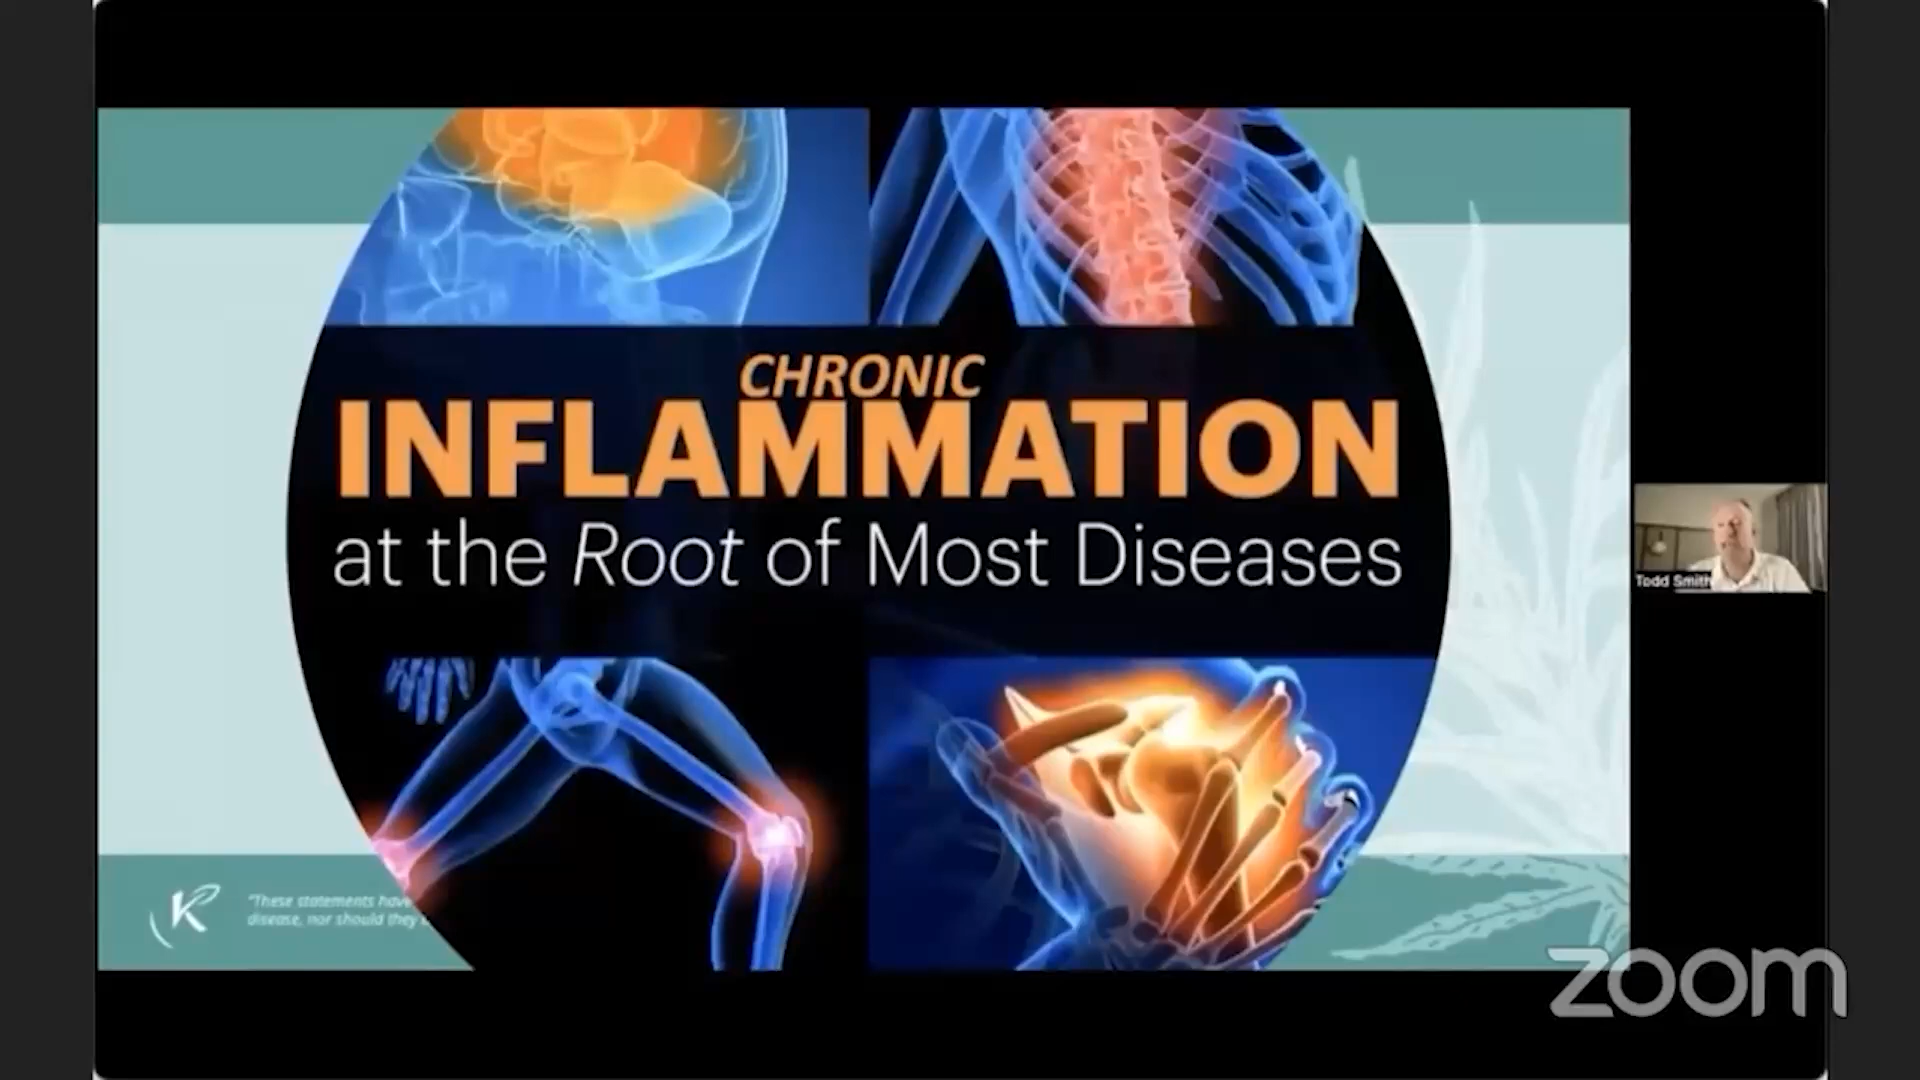 CHRONIC
INFLAMMATION
at the Root of Most Diseases
Todd Smith
K
"These statements have
disease, nor should they
zoom